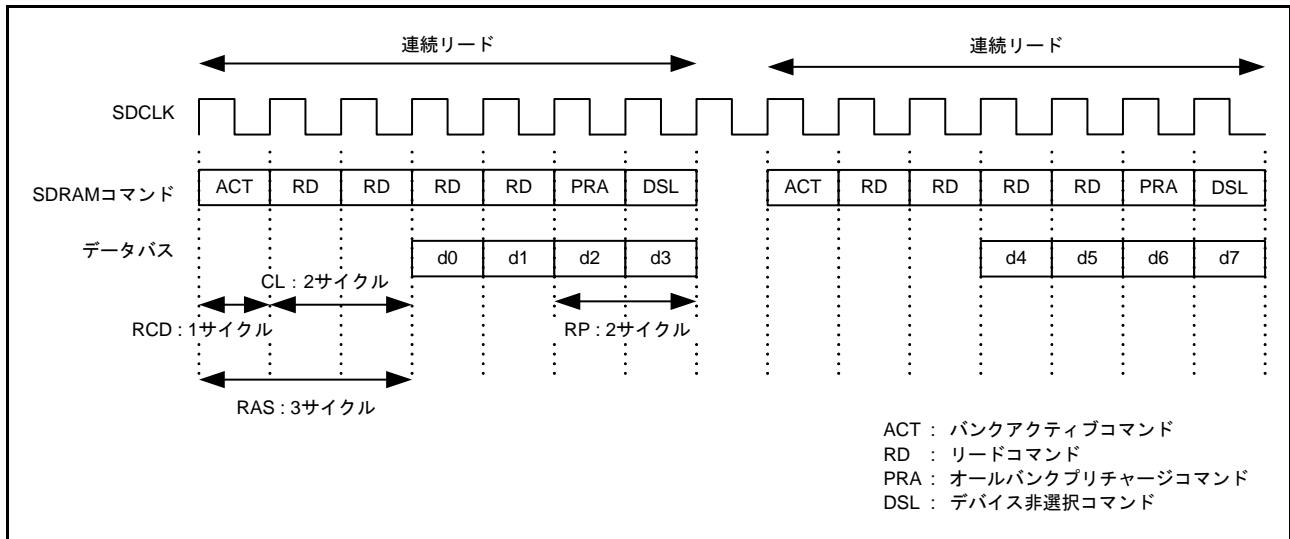 連続リード 連続リード
SDCLK
SDRAMコマンド ACT RD RD RD RD PRA DSL ACT RD RD RD RD PRA DSL
データバス d0 d1 d2 d3 d4 d5 d6 d7
CL : 2サイクル
RCD : 1サイクル RP : 2サイクル
RAS : 3サイクル
ACT : バンクアクティブコマンド
RD : リードコマンド
PRA : オールバンクプリチャージコマンド
DSL : デバイス非選択コマンド